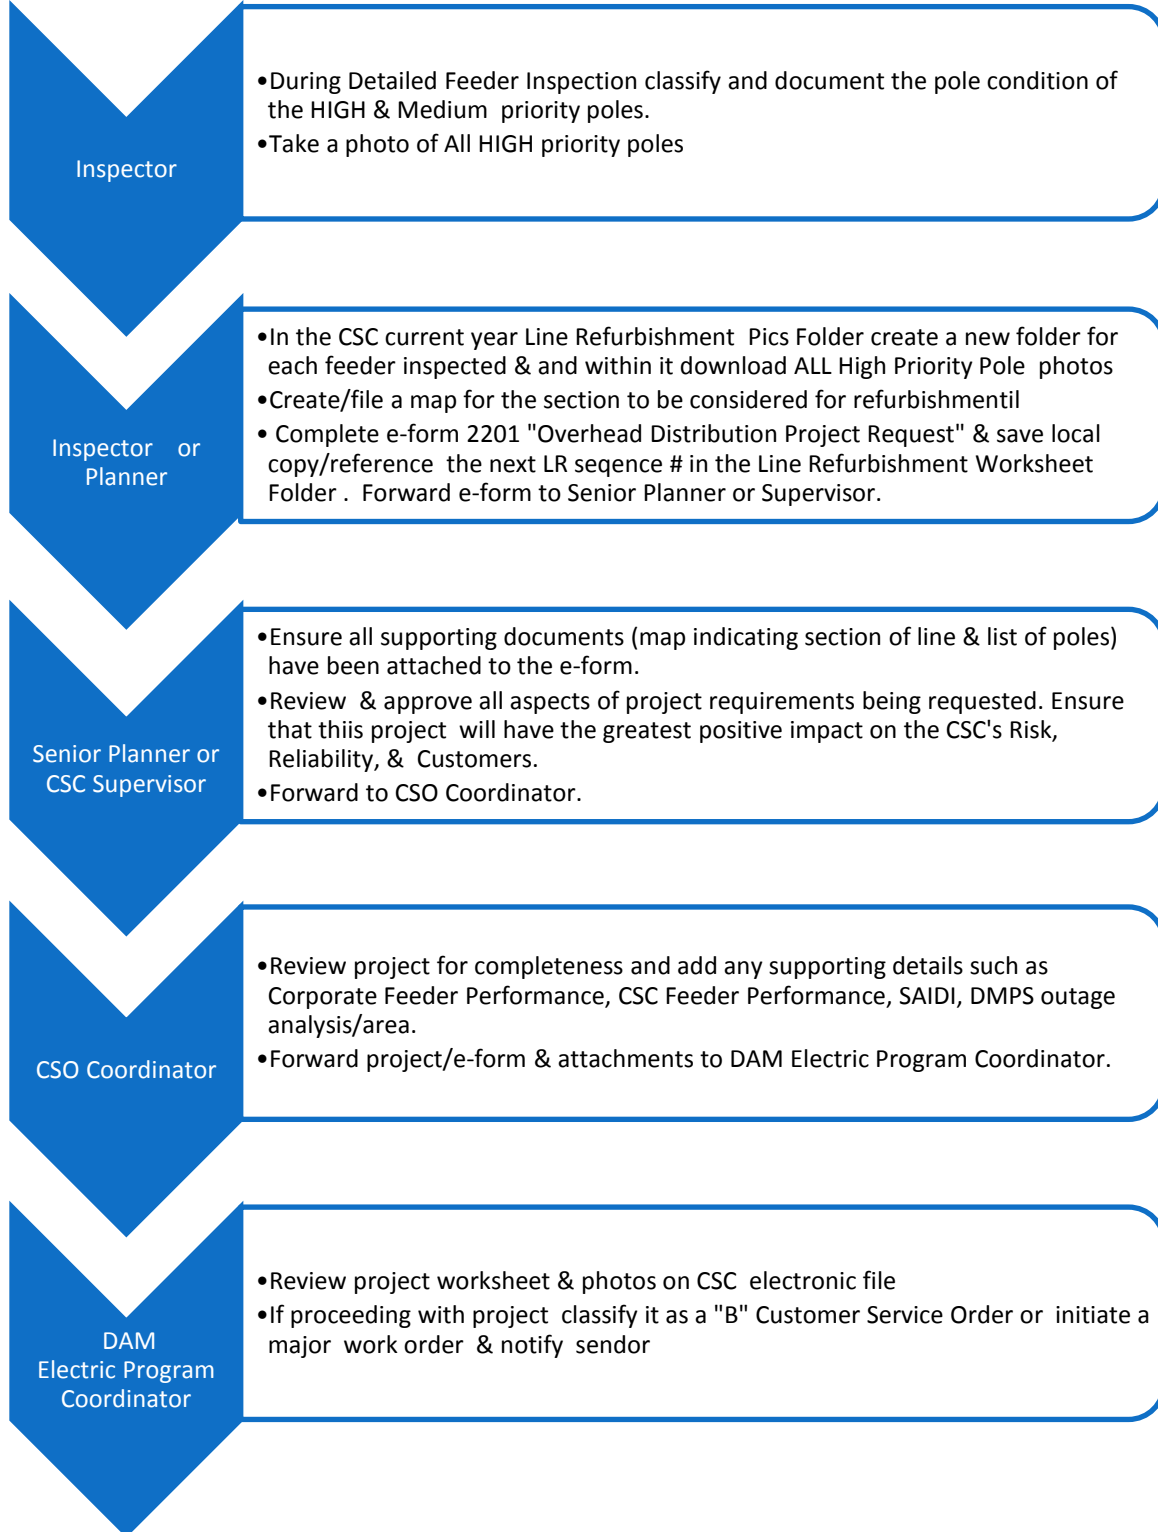 Inspector
•During Detailed Feeder Inspection classify and document the pole condition of
the HIGH & Medium priority poles.
•Take a photo of All HIGH priority poles
Inspector or
Planner
•In the CSC current year Line Refurbishment Pics Folder create a new folder for
each feeder inspected & and within it download ALL High Priority Pole photos
•Create/file a map for the section to be considered for refurbishmentil
• Complete e-form 2201 "Overhead Distribution Project Request" & save local
copy/reference the next LR seqence # in the Line Refurbishment Worksheet
Folder . Forward e-form to Senior Planner or Supervisor.
Senior Planner or
CSC Supervisor
•Ensure all supporting documents (map indicating section of line & list of poles)
have been attached to the e-form.
•Review & approve all aspects of project requirements being requested. Ensure
that thiis project will have the greatest positive impact on the CSC's Risk,
Reliability, & Customers.
•Forward to CSO Coordinator.
CSO Coordinator
•Review project for completeness and add any supporting details such as
Corporate Feeder Performance, CSC Feeder Performance, SAIDI, DMPS outage
analysis/area.
•Forward project/e-form & attachments to DAM Electric Program Coordinator.
DAM
Electric Program
Coordinator
•Review project worksheet & photos on CSC electronic file
•If proceeding with project classify it as a "B" Customer Service Order or initiate a
major work order & notify sendor